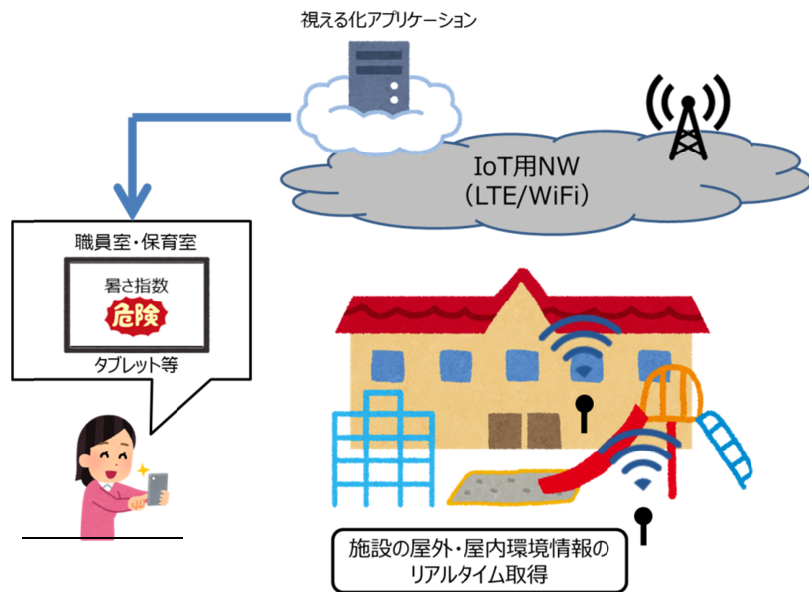 視える化アプリケーション
IoT用NW
（LTE/WiFi）
職員室・保育室
暑さ指数
危険
タブレット等
施設の屋外・屋内環境情報の
リアルタイム取得